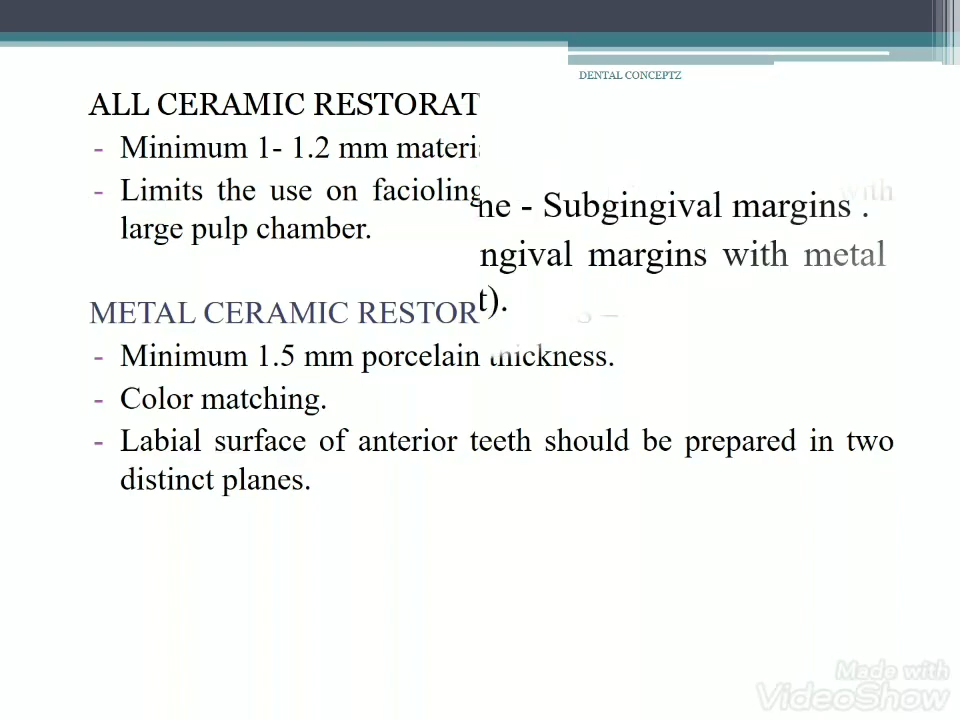 DENTAL CONCEPTZ
ALL CERAMIC RESTORAT
- Minimum 1- 1.2 mm materi
- Limits the use on facioling with
ne - Subgingival margins .
large pulp chamber.
ngival margins with metal
t).
METAL CERAMIC RESTOR S –
- Minimum 1.5 mm porcelain thickness.
- Color matching.
- Labial surface of anterior teeth should be prepared in two
distinct planes.
Made with
VideoShow